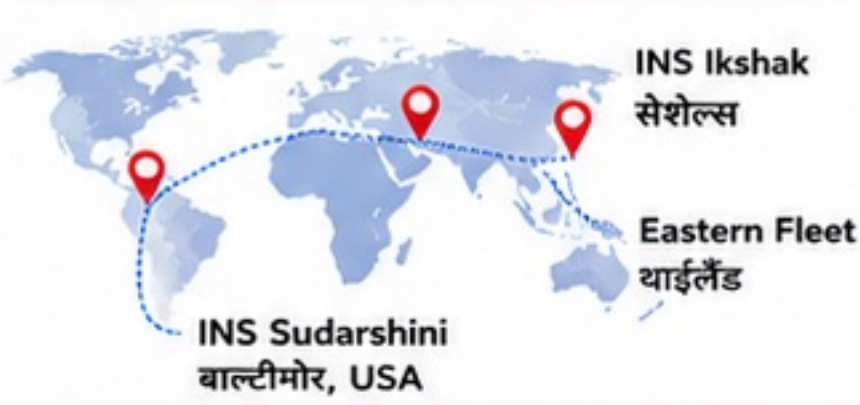 INS Ikshak
सेशेल्स
Eastern Fleet
थाईलैंड
INS Sudarshini
बाल्टीमोर, USA